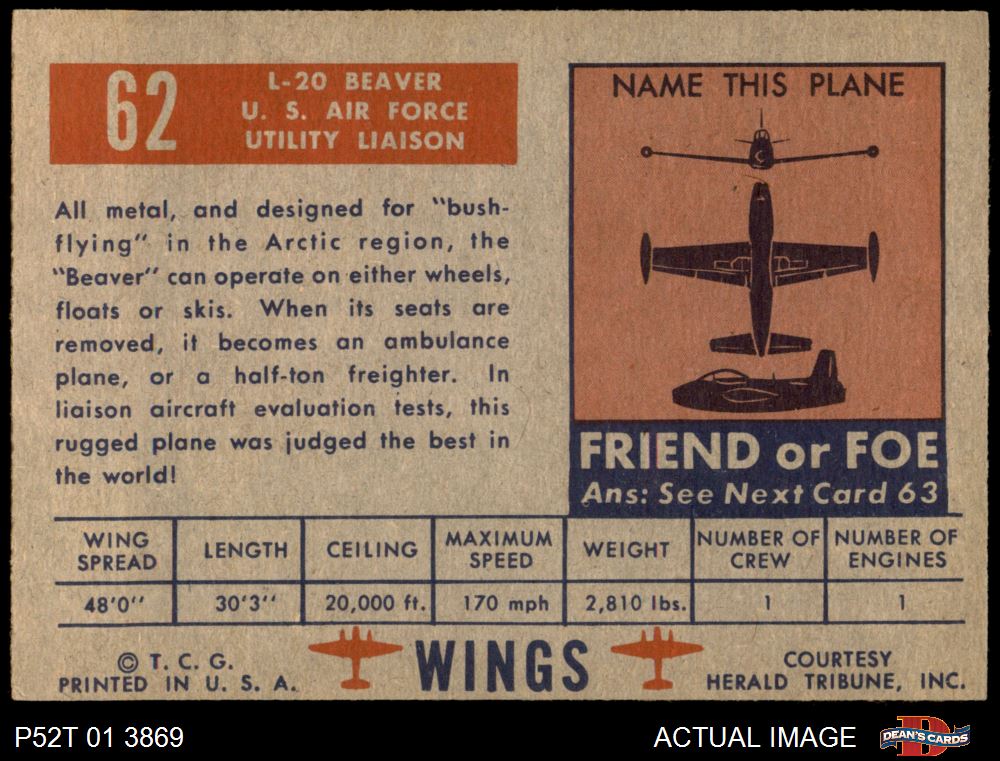 62
L-20 BEAVER
U. S. AIR FORCE
UTILITY LIAISON
All metal, and designed for "bush-
flying" in the Arctic region, the
"Beaver" can operate on either wheels,
floats or skis. When its seats are
removed, it becomes an ambulance
plane, or a half-ton freighter. In
liaison aircraft evaluation tests, this
rugged plane was judged the best in
the world!
NAME THIS PLANE
FRIEND or FOE
Ans: See Next Card 63
WING SPREAD
LENGTH
CEILING
MAXIMUM SPEED
WEIGHT
NUMBER OF CREW
NUMBER OF ENGINES
48'0"
30'3"
20,000 ft.
170 mph
2,810 lbs.
1
1
© T. C. G.
PRINTED IN U. S. A.
WINGS
COURTESY
HERALD TRIBUNE, INC.
P52T 01 3869
ACTUAL IMAGE
D
DEAN'S CARDS